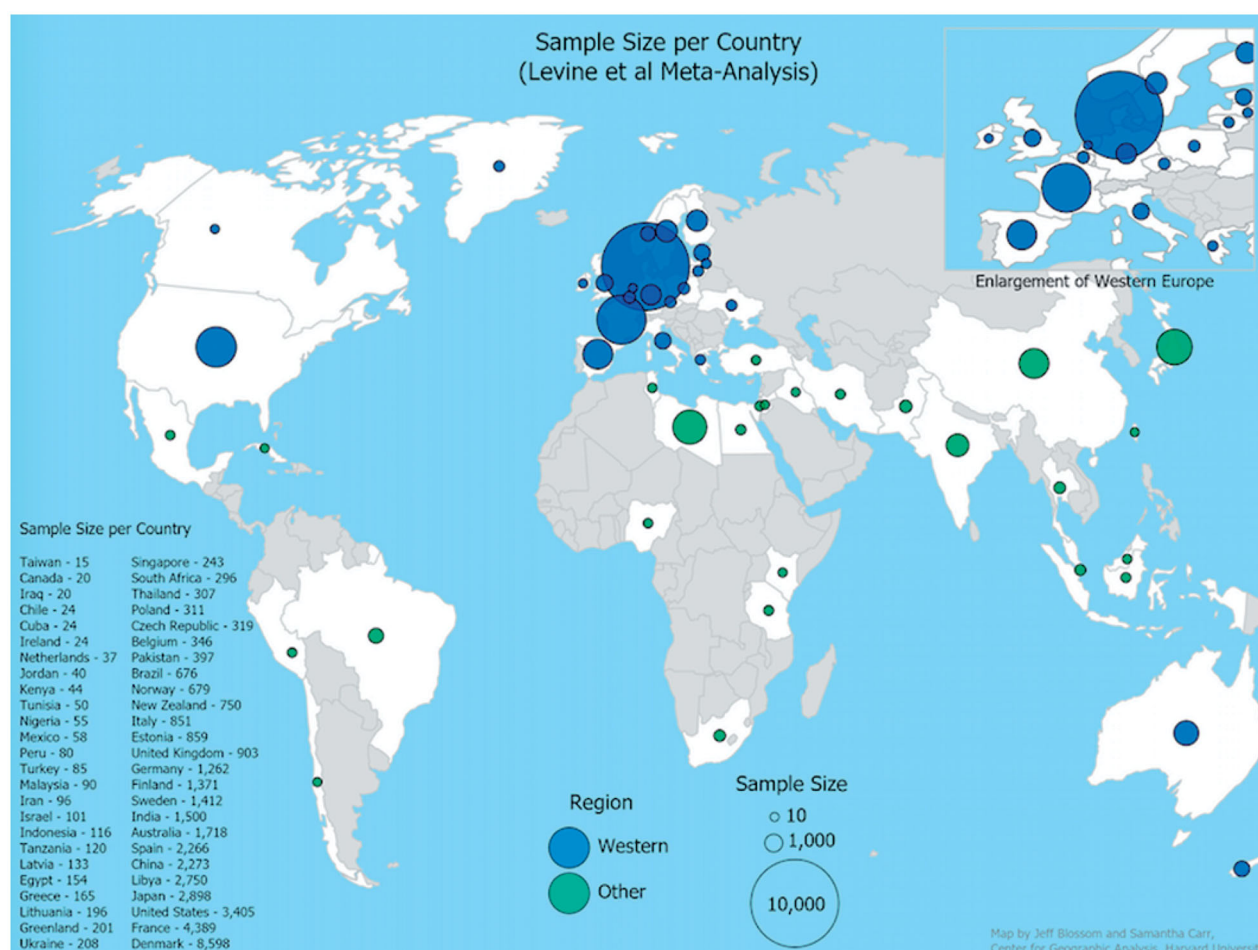 Sample Size per Country
(Levine et al Meta-Analysis)
Enlargement of Western Europe
Sample Size per Country
Taiwan - 15
Canada - 20
Iraq - 20
Chile - 24
Cuba - 24
Ireland - 24
Netherlands - 37
Jordan - 40
Kenya - 44
Tunisia - 50
Nigeria - 55
Mexico - 58
Peru - 80
Turkey - 85
Malaysia - 90
Iran - 96
Israel - 101
Indonesia - 116
Tanzania - 120
Latvia - 133
Egypt - 154
Greece - 165
Lithuania - 196
Greenland - 201
Ukraine - 208
Singapore - 243
South Africa - 296
Thailand - 307
Poland - 311
Czech Republic - 319
Belgium - 346
Pakistan - 397
Brazil - 676
Norway - 679
New Zealand - 750
Italy - 851
Estonia - 859
United Kingdom - 903
Germany - 1,262
Finland - 1,371
Sweden - 1,412
India - 1,500
Australia - 1,718
Spain - 2,266
China - 2,273
Libya - 2,750
Japan - 2,898
United States - 3,405
France - 4,389
Denmark - 8,598
Region
Western
Other
Sample Size
10
1,000
10,000
Map by Jeff Blossom and Samantha Carr,
Center for Geographic Analysis, Harvard